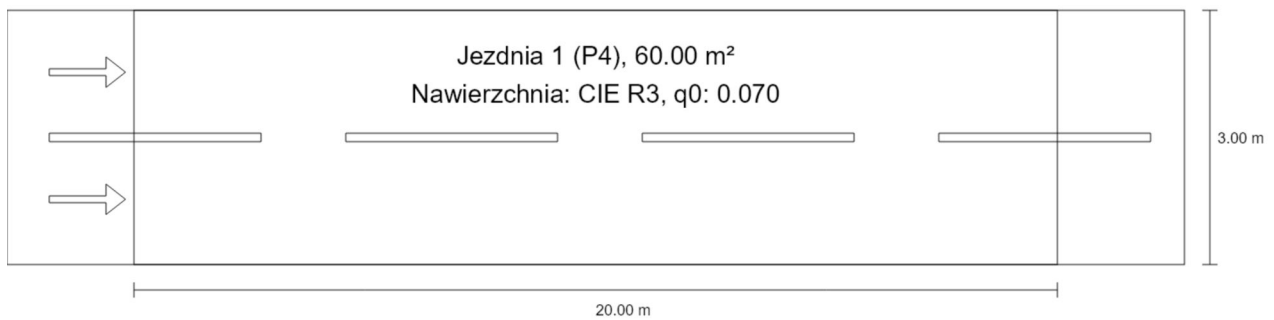 Jezdnia 1 (P4), 60.00 m²
Nawierzchnia: CIE R3, q0: 0.070
3.00 m
20.00 m